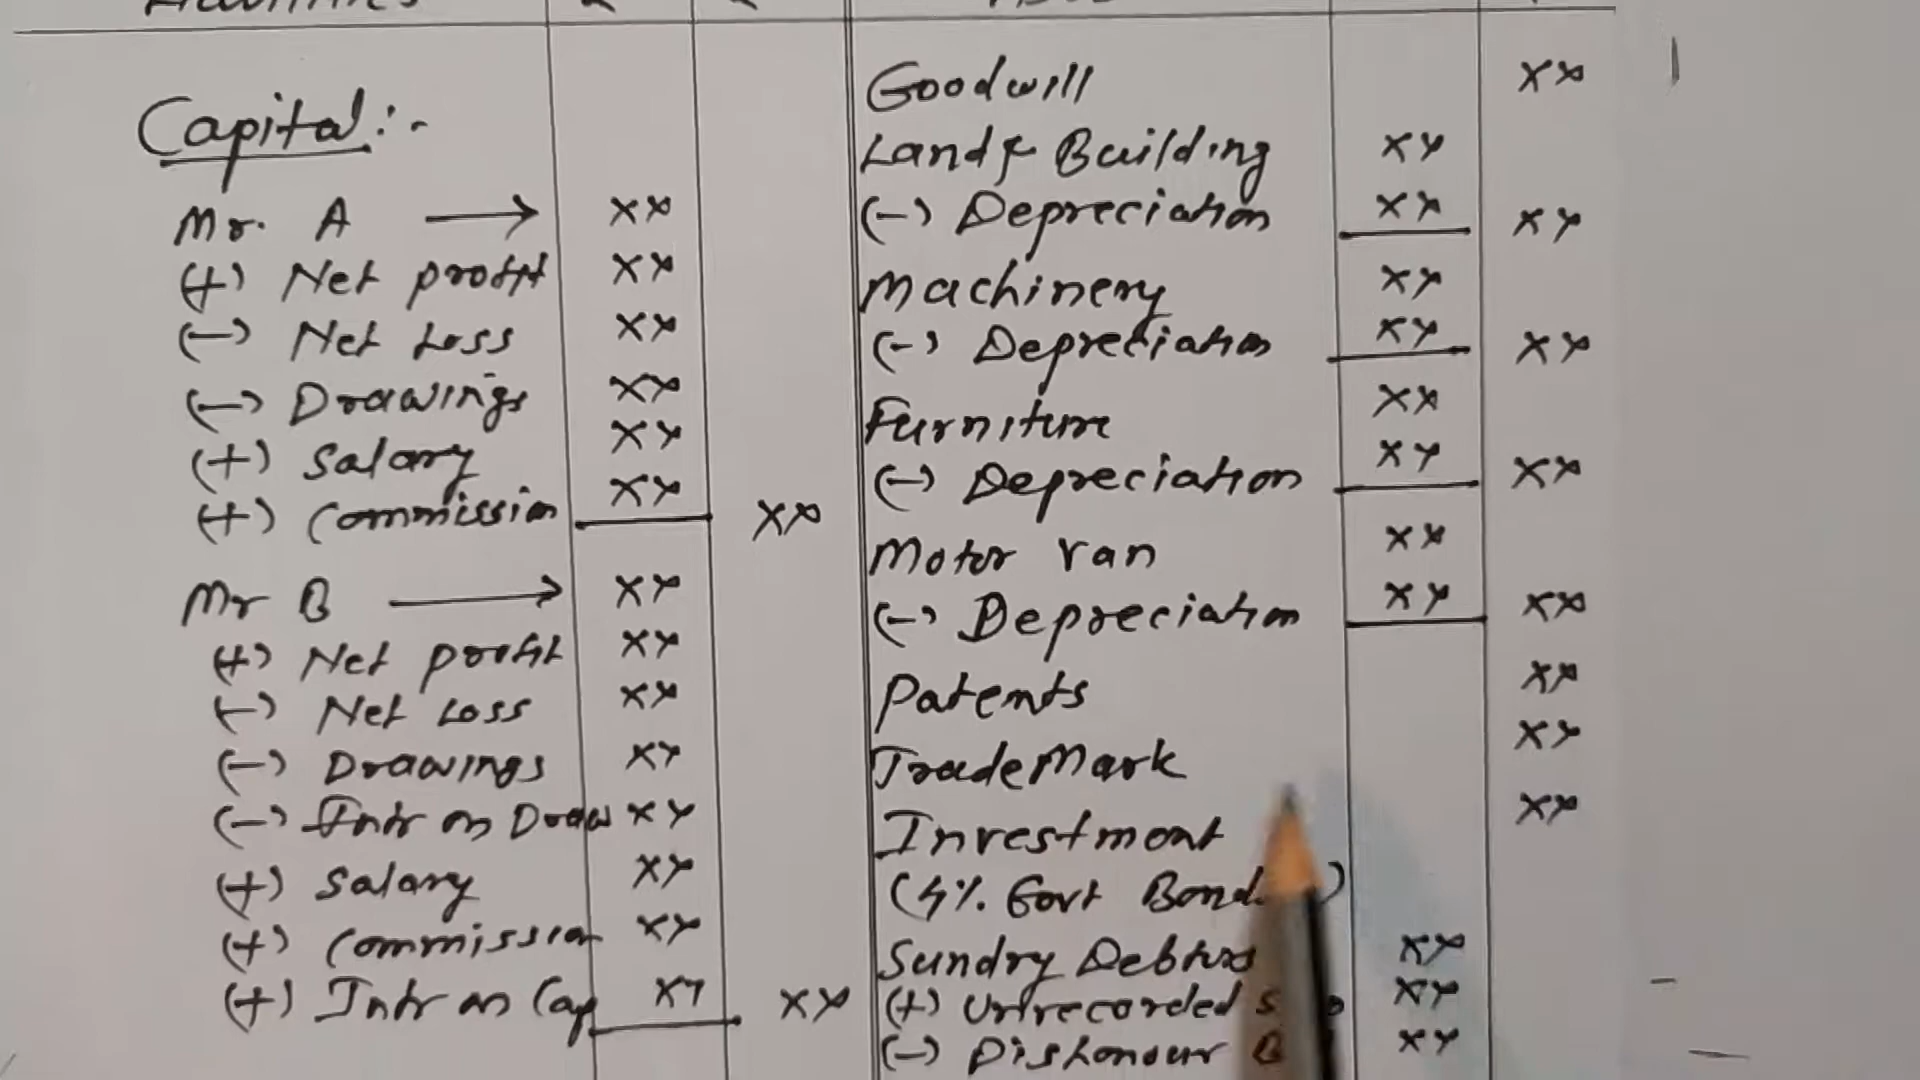 Capital:-
Mr. A → xx
(+) Net profit xx
(-) Net Loss xx
(-) Drawings xx
(+) Salary xx
(+) Commission xx xx
Mr B → xx
(+) Net profit xx
(-) Net Loss xx
(-) Drawings xx
(-) Intr on Draw xx
(+) Salary xx
(+) Commission xx
(+) Intr on Cap xx xx
Goodwill xx
Land & Building xx
(-) Depreciation xx xx
Machinery xx
(-) Depreciation xx xx
Furniture xx
(-) Depreciation xx xx
Motor van xx
(-) Depreciation xx xx
Patents xx
TradeMark xx
Investment xx
(4% Govt Bond )
Sundry Debtors xx
(+) Unrecorded xx
(-) Dishonour xx